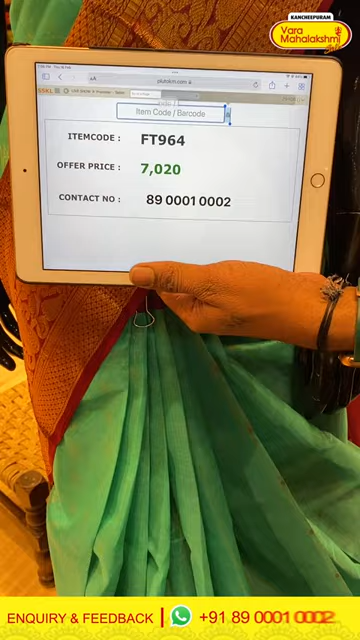 KANCHEEPURAM
Vara
Mahalakshmi
Item Code / Barcode
ITEMCODE : FT964
OFFER PRICE : 7,020
CONTACT NO : 89 0001 0002
ENQUIRY & FEEDBACK | +91 89 0001 0002